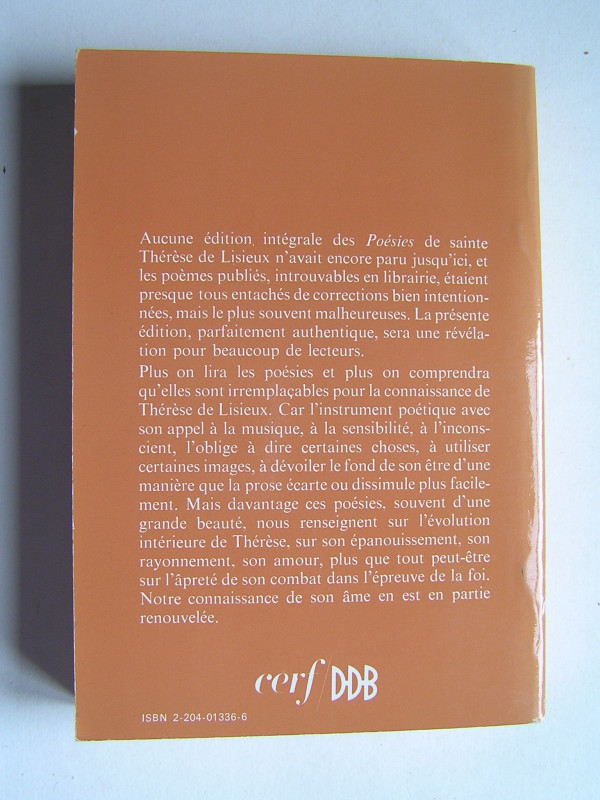 Aucune édition intégrale des Poésies de sainte
Thérèse de Lisieux n'avait encore paru jusqu'ici, et
les poèmes publiés, introuvables en librairie, étaient
presque tous entachés de corrections bien intention-
nées, mais le plus souvent malheureuses. La présente
édition, parfaitement authentique, sera une révéla-
tion pour beaucoup de lecteurs.
Plus on lira les poésies et plus on comprendra
qu'elles sont irremplaçables pour la connaissance de
Thérèse de Lisieux. Car l'instrument poétique avec
son appel à la musique, à la sensibilité, à l'incons-
cient, l'oblige à dire certaines choses, à utiliser
certaines images, à dévoiler le fond de son être d'une
manière que la prose écarte ou dissimule plus facile-
ment. Mais davantage ces poésies, souvent d'une
grande beauté, nous renseignent sur l'évolution
intérieure de Thérèse, sur son épanouissement, son
rayonnement, son amour, plus que tout peut-être
sur l'âpreté de son combat dans l'épreuve de la foi.
Notre connaissance de son âme en est en partie
renouvelée.
cerf/DDB
ISBN 2-204-01336-6